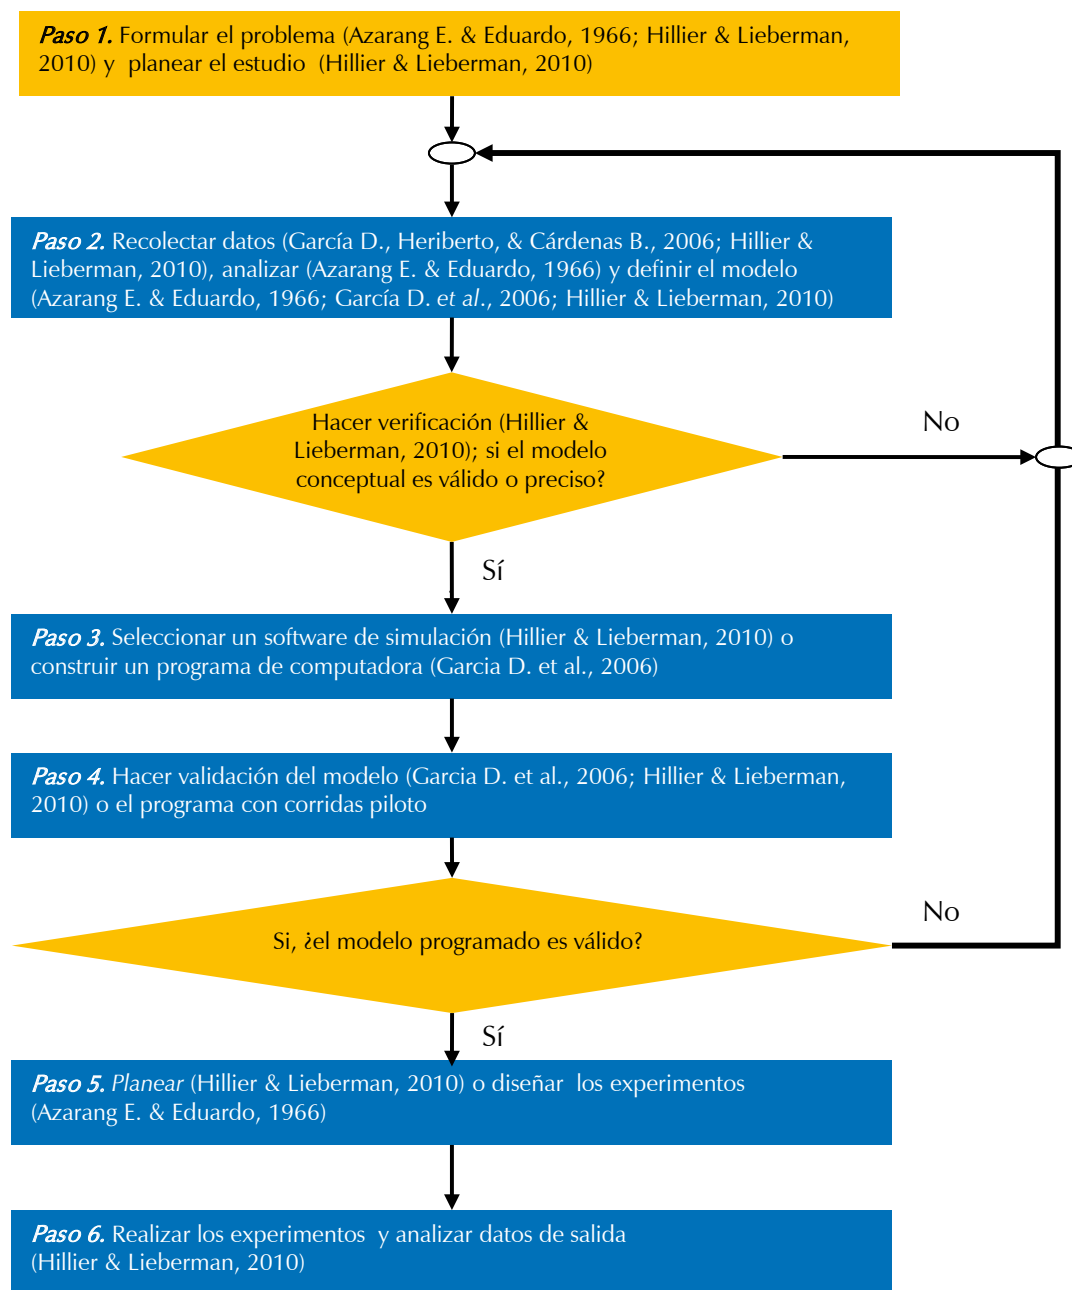 Paso 1. Formular el problema (Azarang E. & Eduardo, 1966; Hillier & Lieberman,
2010) y  planear el estudio  (Hillier & Lieberman, 2010)
Paso 2. Recolectar datos (García D., Heriberto, & Cárdenas B., 2006; Hillier &
Lieberman, 2010), analizar (Azarang E. & Eduardo, 1966) y definir el modelo
(Azarang E. & Eduardo, 1966; García D. et al., 2006; Hillier & Lieberman, 2010)
Hacer verificación (Hillier &
Lieberman, 2010); si el modelo
conceptual es válido o preciso?
No
Sí
Paso 3. Seleccionar un software de simulación (Hillier & Lieberman, 2010) o
construir un programa de computadora (Garcia D. et al., 2006)
Paso 4. Hacer validación del modelo (Garcia D. et al., 2006; Hillier & Lieberman,
2010) o el programa con corridas piloto
Si, ¿el modelo programado es válido?
No
Sí
Paso 5. Planear (Hillier & Lieberman, 2010) o diseñar  los experimentos
(Azarang E. & Eduardo, 1966)
Paso 6. Realizar los experimentos  y analizar datos de salida
(Hillier & Lieberman, 2010)